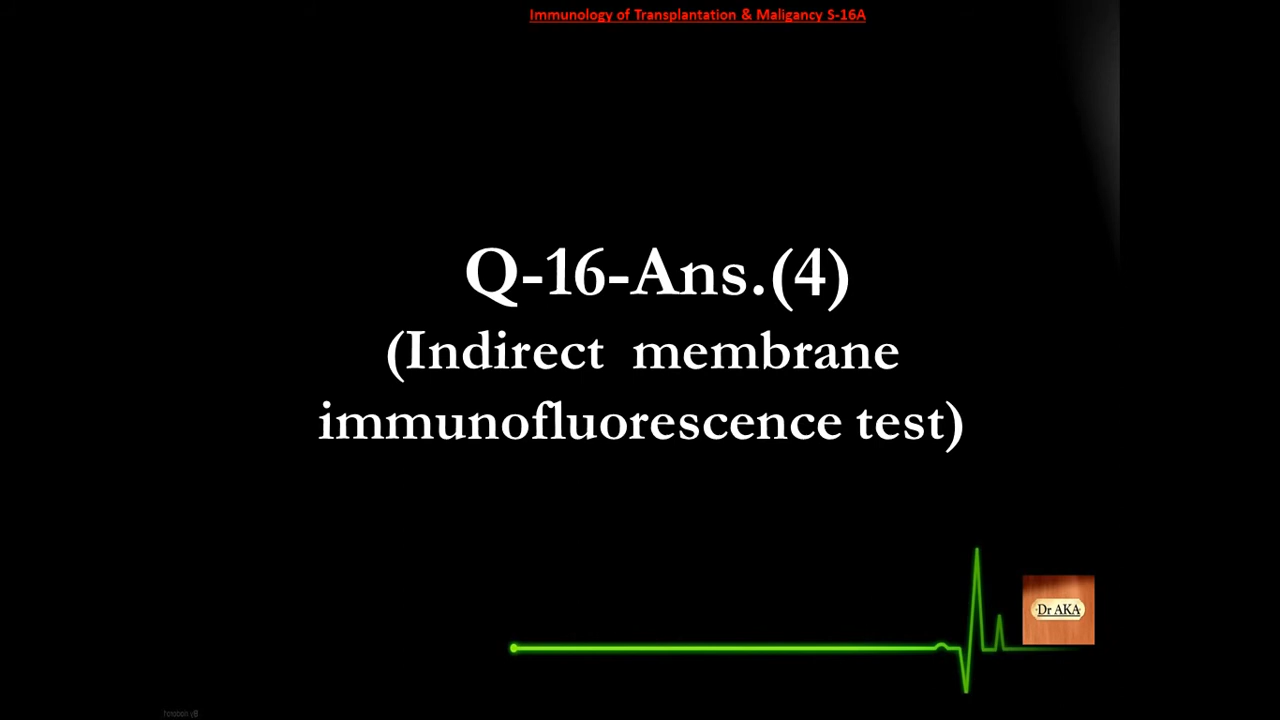 Immunology of Transplantation & Maligancy S-16A
Q-16-Ans.(4)
(Indirect membrane
immunofluorescence test)
Dr AKA